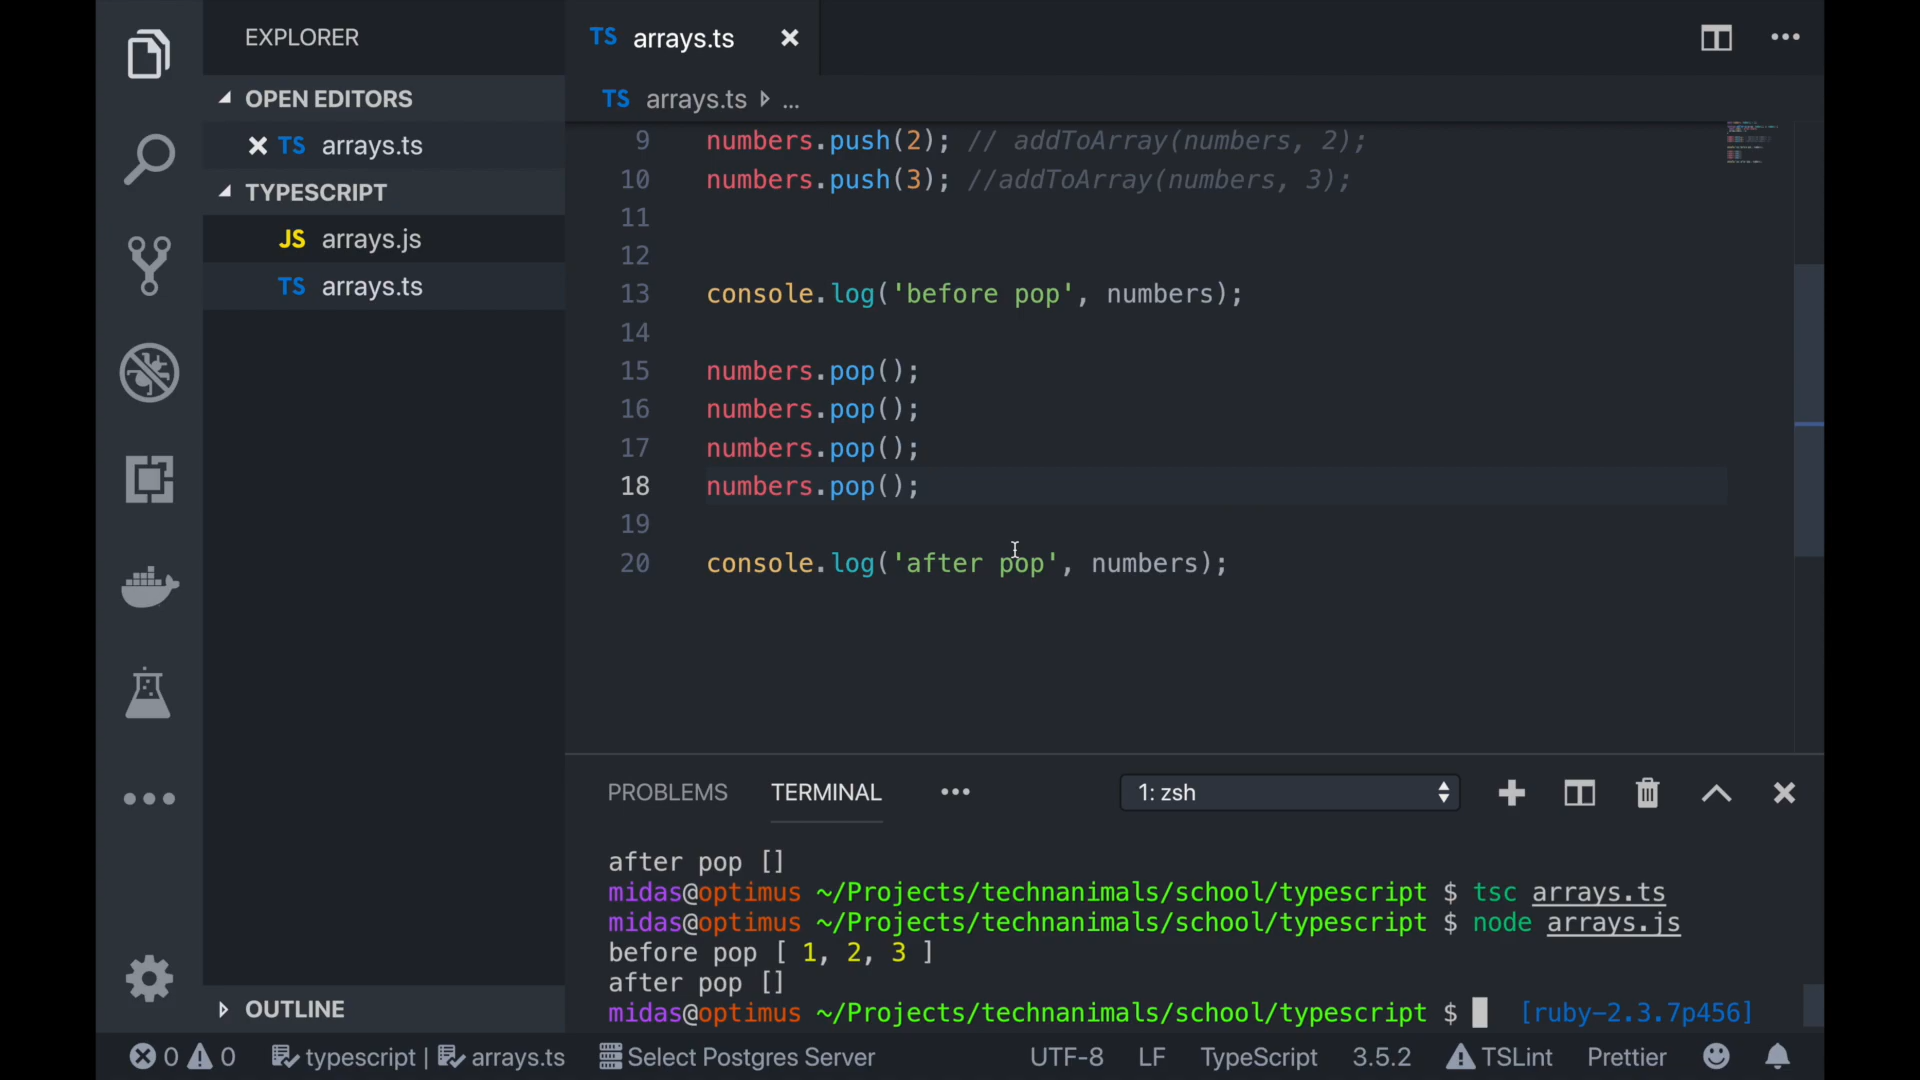 EXPLORER
OPEN EDITORS
TS arrays.ts
TYPESCRIPT
JS arrays.js
TS arrays.ts
OUTLINE
TS arrays.ts
TS arrays.ts ...
9 numbers.push(2); // addToArray(numbers, 2);
10 numbers.push(3); //addToArray(numbers, 3);
11
12
13 console.log('before pop', numbers);
14
15 numbers.pop();
16 numbers.pop();
17 numbers.pop();
18 numbers.pop();
19
20 console.log('after pop', numbers);
PROBLEMS TERMINAL 1: zsh
after pop []
midas@optimus ~/Projects/technanimals/school/typescript $ tsc arrays.ts
midas@optimus ~/Projects/technanimals/school/typescript $ node arrays.js
before pop [ 1, 2, 3 ]
after pop []
midas@optimus ~/Projects/technanimals/school/typescript $ [ruby-2.3.7p456]
0 0 typescript | arrays.ts Select Postgres Server UTF-8 LF TypeScript 3.5.2 TSLint Prettier